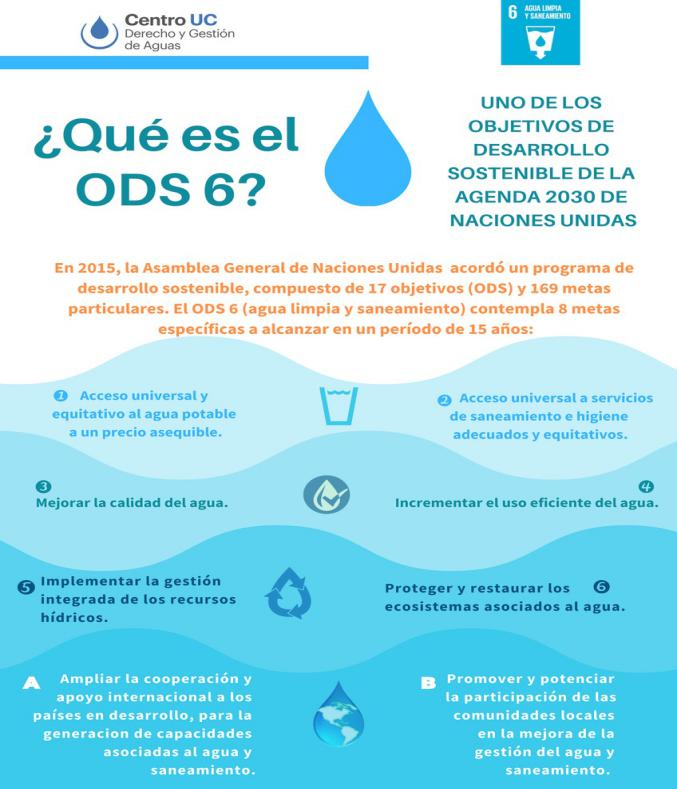 Centro UC
Derecho y Gestión
de Aguas
6 AGUA LIMPIA
Y SANEAMIENTO
¿Qué es el
ODS 6?
UNO DE LOS
OBJETIVOS DE
DESARROLLO
SOSTENIBLE DE LA
AGENDA 2030 DE
NACIONES UNIDAS
En 2015, la Asamblea General de Naciones Unidas acordó un programa de
desarrollo sostenible, compuesto de 17 objetivos (ODS) y 169 metas
particulares. El ODS 6 (agua limpia y saneamiento) contempla 8 metas
específicas a alcanzar en un período de 15 años:
1 Acceso universal y
equitativo al agua potable
a un precio asequible.
2 Acceso universal a servicios
de saneamiento e higiene
adecuados y equitativos.
3
Mejorar la calidad del agua.
4
Incrementar el uso eficiente del agua.
5 Implementar la gestión
integrada de los recursos
hídricos.
Proteger y restaurar los 6
ecosistemas asociados al agua.
A Ampliar la cooperación y
apoyo internacional a los
países en desarrollo, para la
generacion de capacidades
asociadas al agua y
saneamiento.
B Promover y potenciar
la participación de las
comunidades locales
en la mejora de la
gestión del agua y
saneamiento.